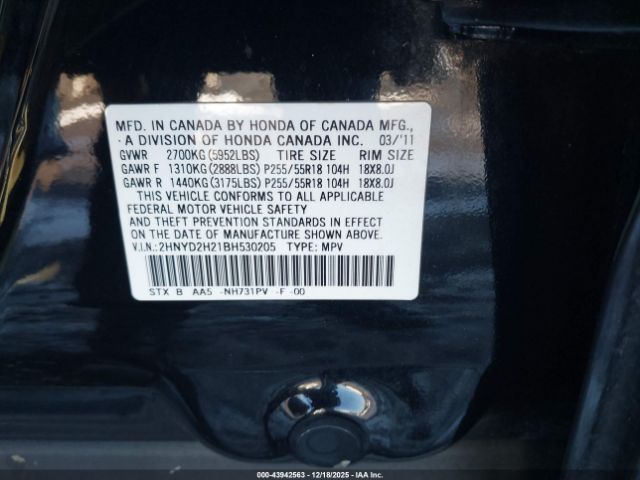 MFD. IN CANADA BY HONDA OF CANADA MFG.,
A DIVISION OF HONDA CANADA INC. 03/'11
GVWR 2700KG (5952LBS) TIRE SIZE RIM SIZE
GAWR F 1310KG (2888LBS) P255/55R18 104H 18X8.0J
GAWR R 1440KG (3175LBS) P255/55R18 104H 18X8.0J
THIS VEHICLE CONFORMS TO ALL APPLICABLE
FEDERAL MOTOR VEHICLE SAFETY
AND THEFT PREVENTION STANDARDS IN EFFECT
ON THE DATE OF MANUFACTURE SHOWN ABOVE.
V.I.N.: 2HNYD2H21BH530205 TYPE: MPV
STX B AA5 -NH731PV -F -00
000-43942563 - 12/18/2025 - IAA Inc.